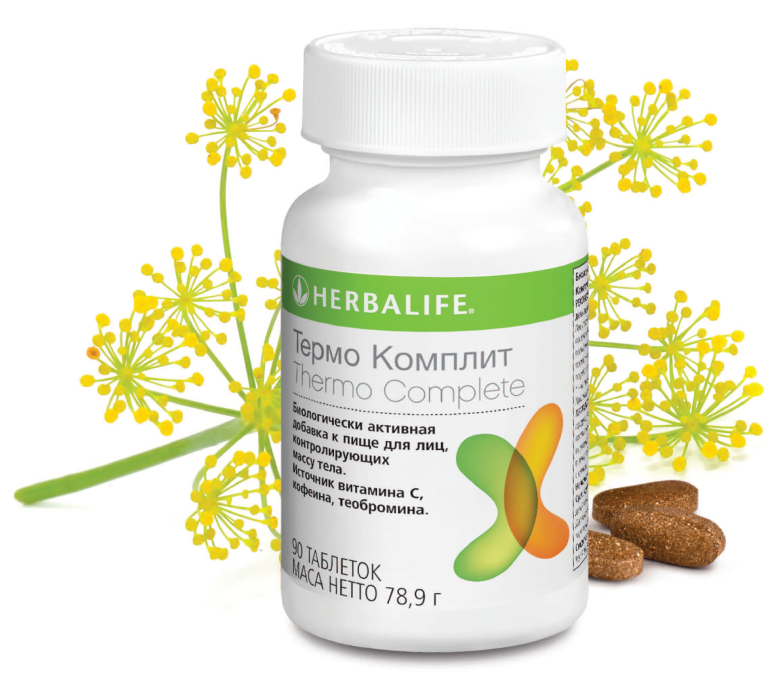 HERBALIFE®
Термо Комплит
Thermo Complete
Биологически активная
добавка к пище для лиц,
контролирующих
массу тела.
Источник витамина С,
кофеина, теобромина.
90 ТАБЛЕТОК
МАСА НЕТТО 78,9 г